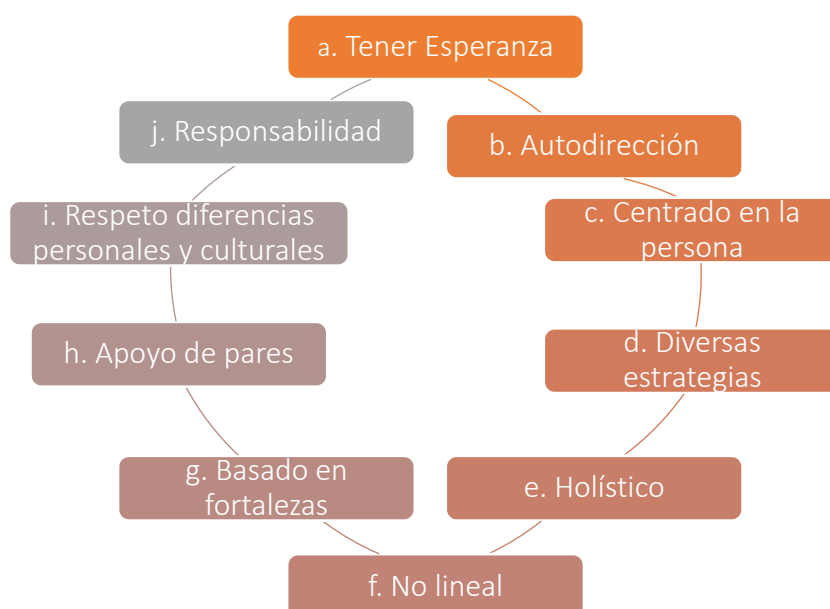 a. Tener Esperanza
b. Autodirección
c. Centrado en la
persona
d. Diversas
estrategias
e. Holístico
f. No lineal
g. Basado en
fortalezas
h. Apoyo de pares
i. Respeto diferencias
personales y culturales
j. Responsabilidad